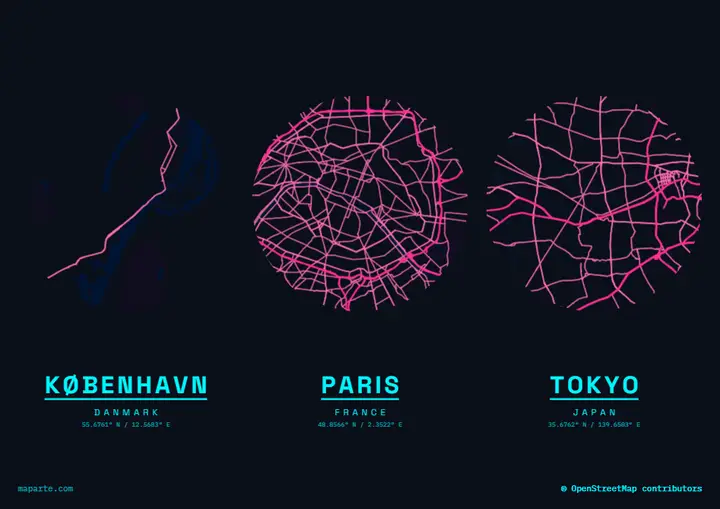 KØBENHAVN
DANMARK
55.6761° N / 12.5683° E
PARIS
FRANCE
48.8566° N / 2.3522° E
TOKYO
JAPAN
35.6762° N / 139.6503° E
maparte.com
© OpenStreetMap contributors